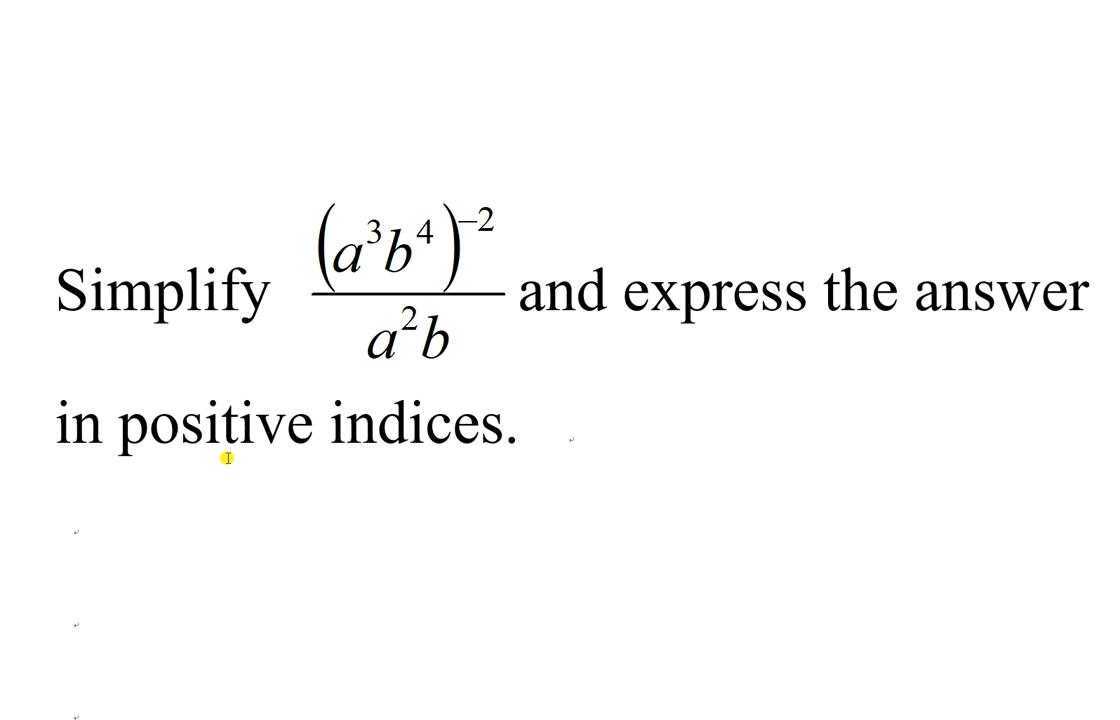 Simplify (a³b⁴)⁻² / a²b and express the answer
in positive indices.